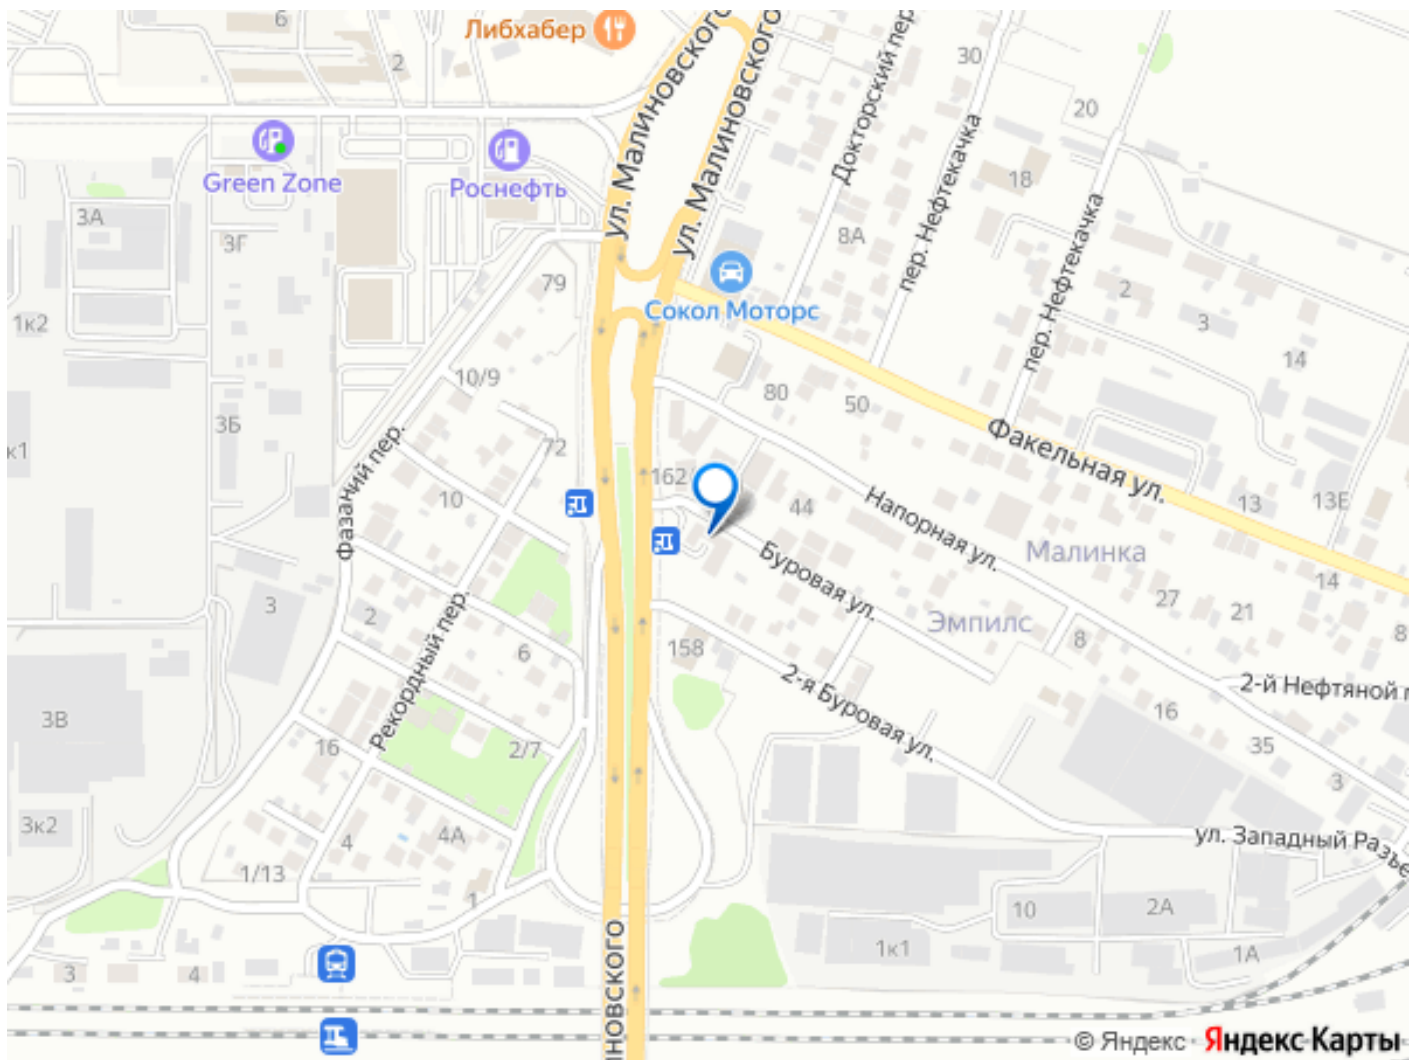 6
Либхабер
2
ул. Малиновского
ул. Малиновского
Докторский пер.
30
20
Green Zone
Роснефть
18
пер. Нефтекачка
пер. Нефтекачка
3А
3Г
8А
79
2
3
14
1к2
Сокол Моторс
10/9
80
50
3Б
к1
72
Факельная ул.
162
10
44
13
13Е
Фазаний пер.
Напорная ул.
Малинка
Буровая ул.
14
27
21
3
2
Эмпилс
8
8
6
158
Рекордный пер.
2-я Буровая ул.
2-й Нефтяной п
3В
16
2/7
16
35
3
3к2
4А
4
ул. Западный Разъе
1/13
1
10
2А
1к1
1А
3
4
иновского
© Яндекс Яндекс Карты